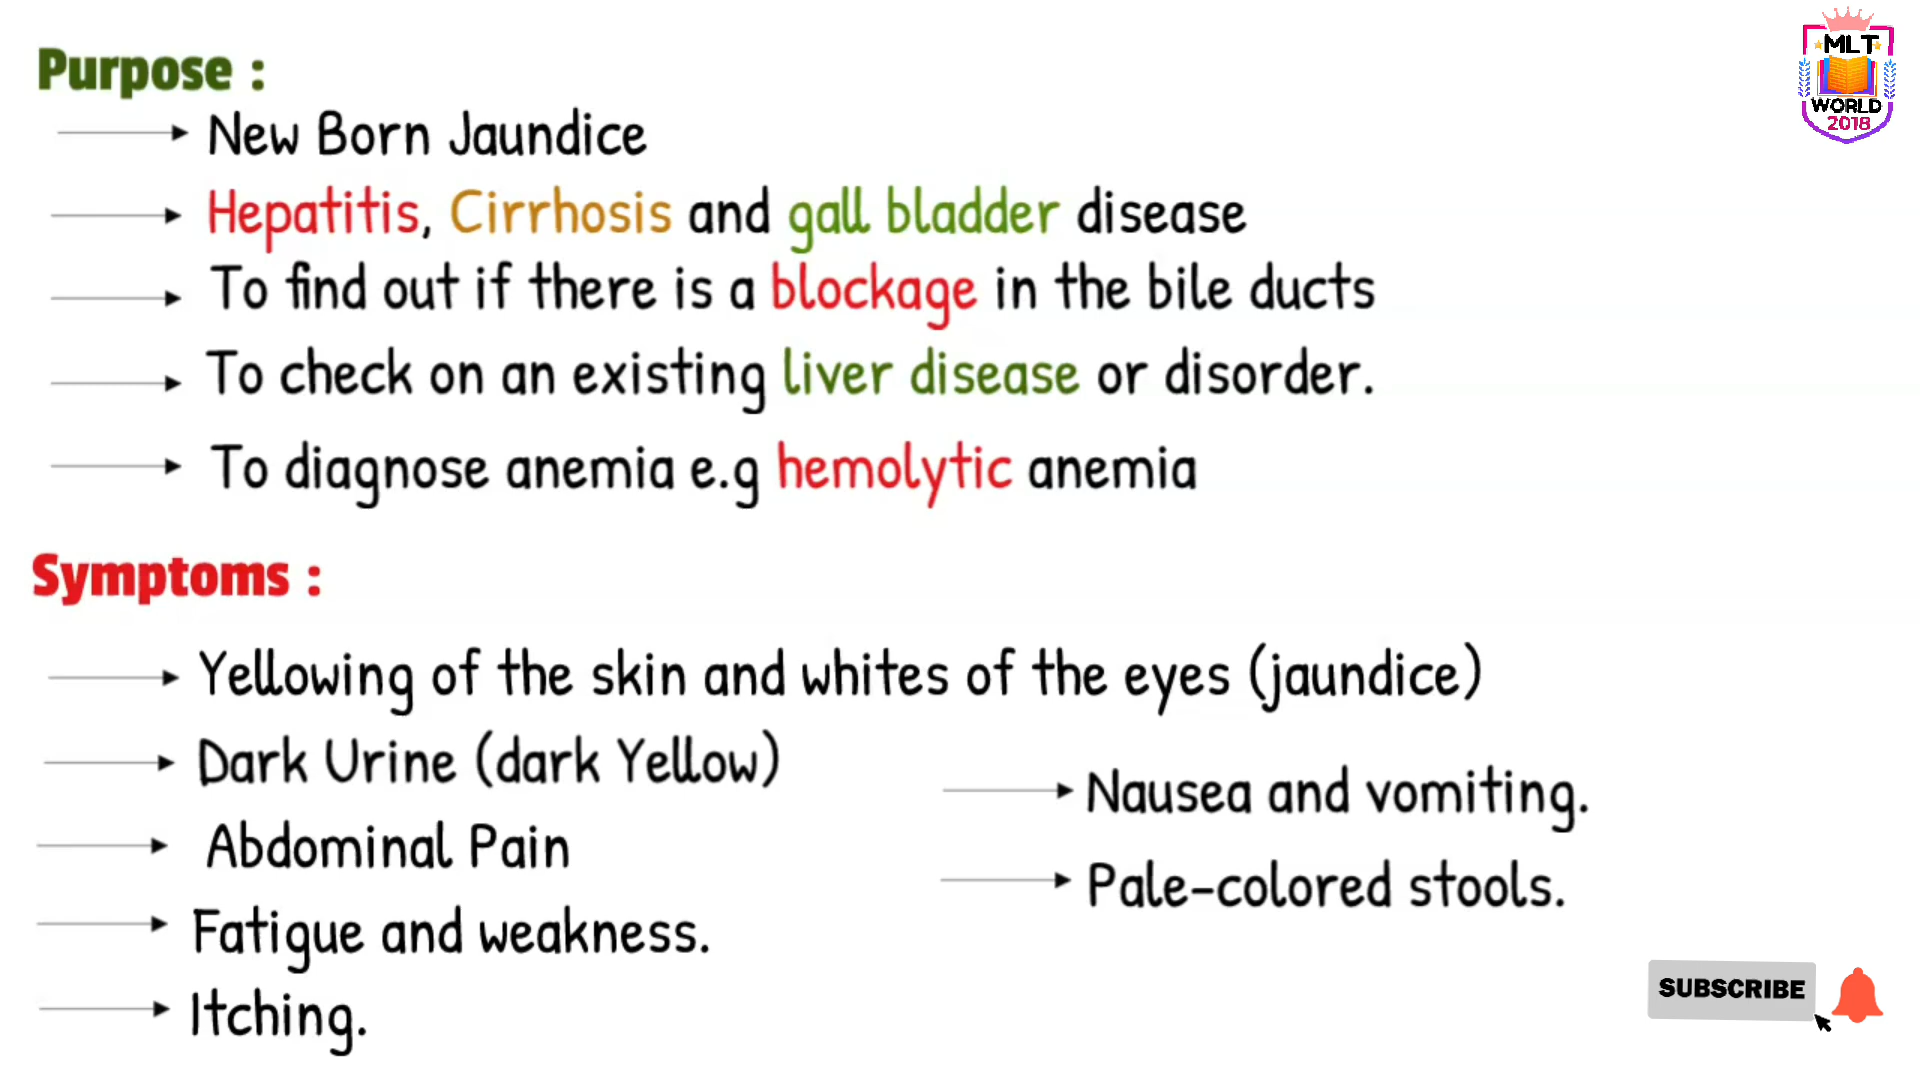 Purpose :
New Born Jaundice
Hepatitis, Cirrhosis and gall bladder disease
To find out if there is a blockage in the bile ducts
To check on an existing liver disease or disorder.
To diagnose anemia e.g hemolytic anemia
Symptoms :
Yellowing of the skin and whites of the eyes (jaundice)
Dark Urine (dark Yellow)
Abdominal Pain
Fatigue and weakness.
Itching.
Nausea and vomiting.
Pale-colored stools.
MLT
WORLD
2018
SUBSCRIBE